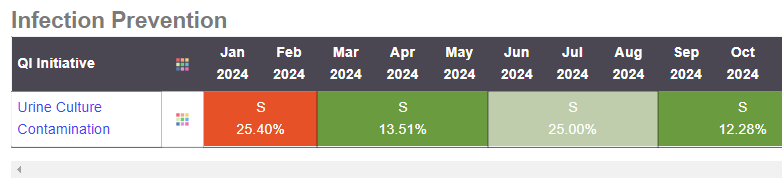 Infection Prevention
QI Initiative
Jan 2024
Feb 2024
Mar 2024
Apr 2024
May 2024
Jun 2024
Jul 2024
Aug 2024
Sep 2024
Oct 2024
Urine Culture
Contamination
S
25.40%
S
13.51%
S
25.00%
S
12.28%